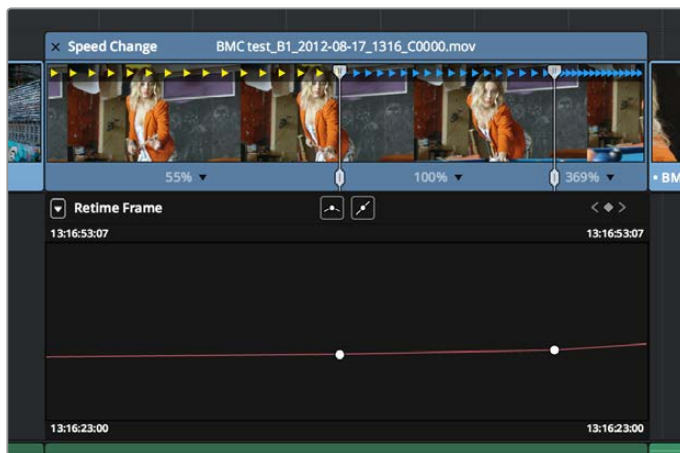 × Speed Change BMC test_B1_2012-08-17_1316_C0000.mov
55% ▼ 100% ▼ 369% ▼ • BM
Retime Frame
13:16:53:07 13:16:53:07
13:16:23:00 13:16:23:00